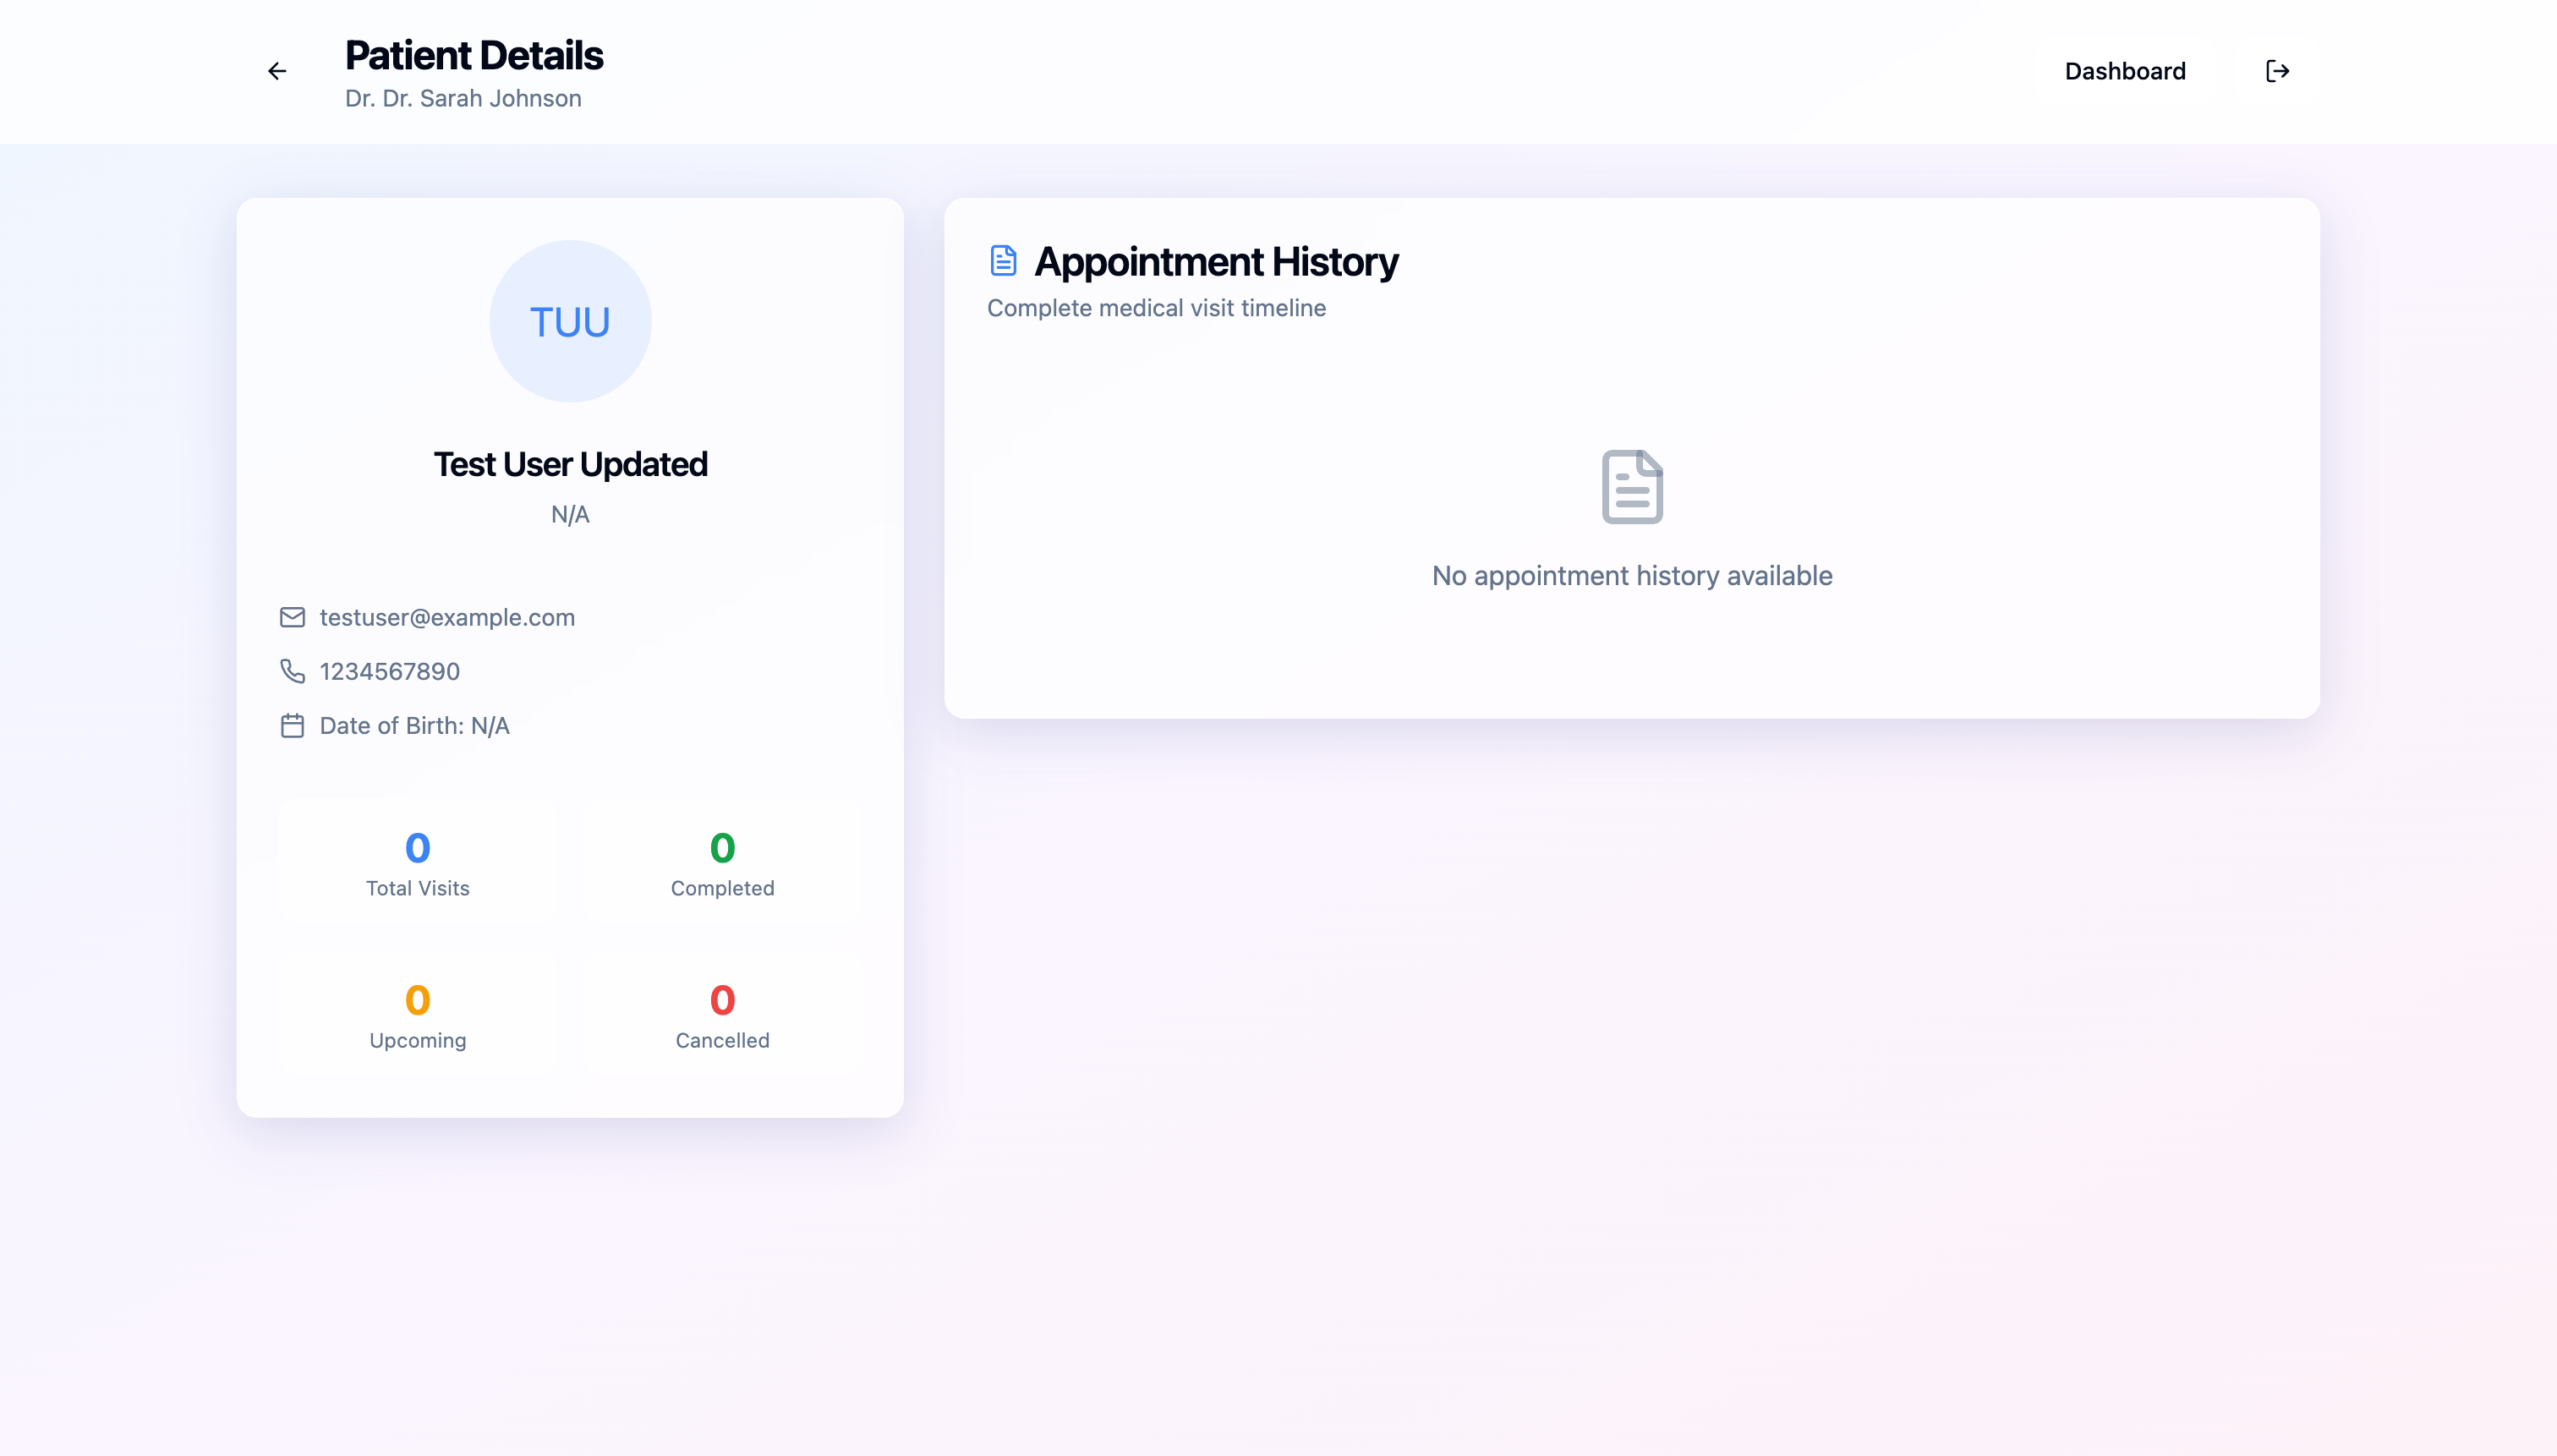 Patient Details
Dr. Dr. Sarah Johnson
Dashboard
TUU
Test User Updated
N/A
testuser@example.com
1234567890
Date of Birth: N/A
0
Total Visits
0
Completed
0
Upcoming
0
Cancelled
Appointment History
Complete medical visit timeline
No appointment history available